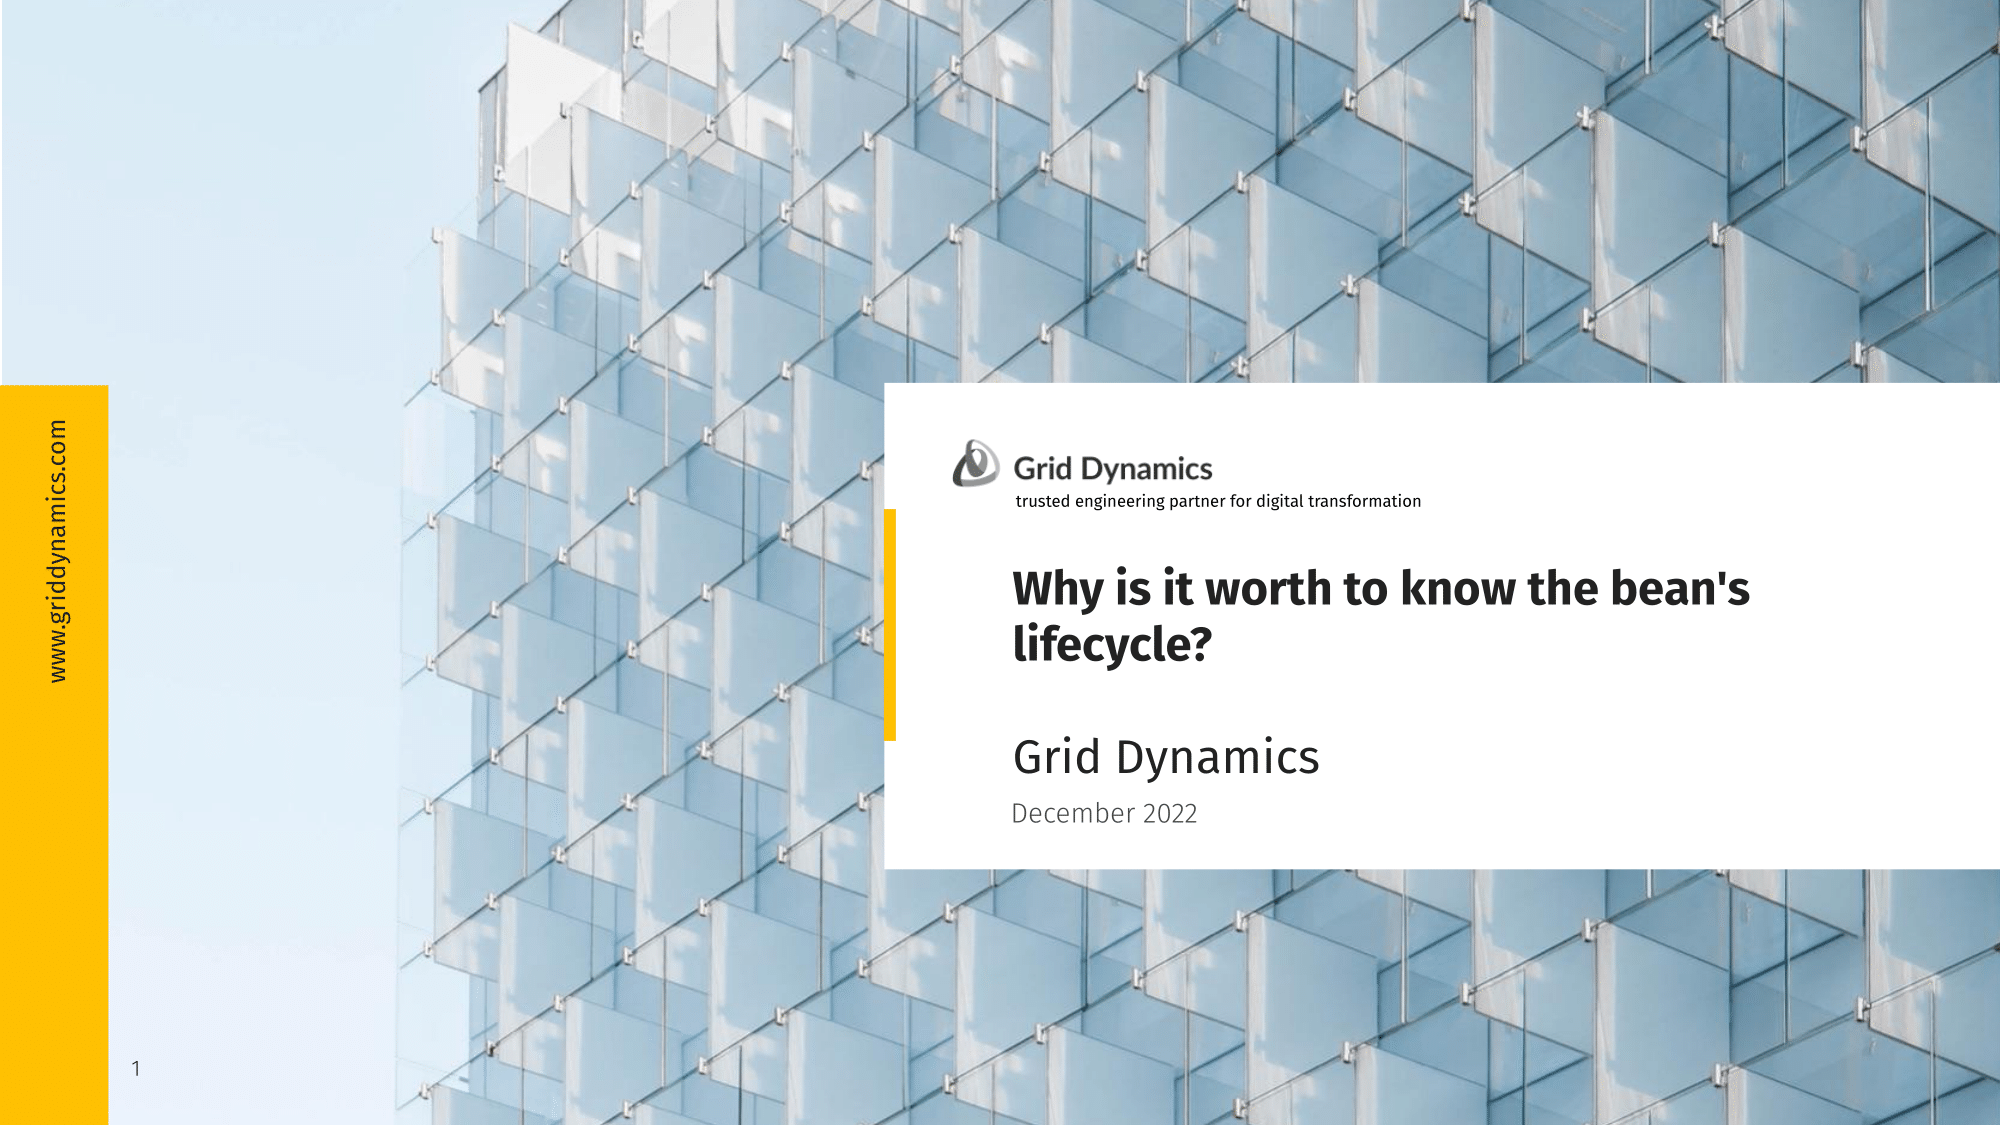 www.griddynamics.com
Grid Dynamics
trusted engineering partner for digital transformation
Why is it worth to know the bean's
lifecycle?
Grid Dynamics
December 2022
1